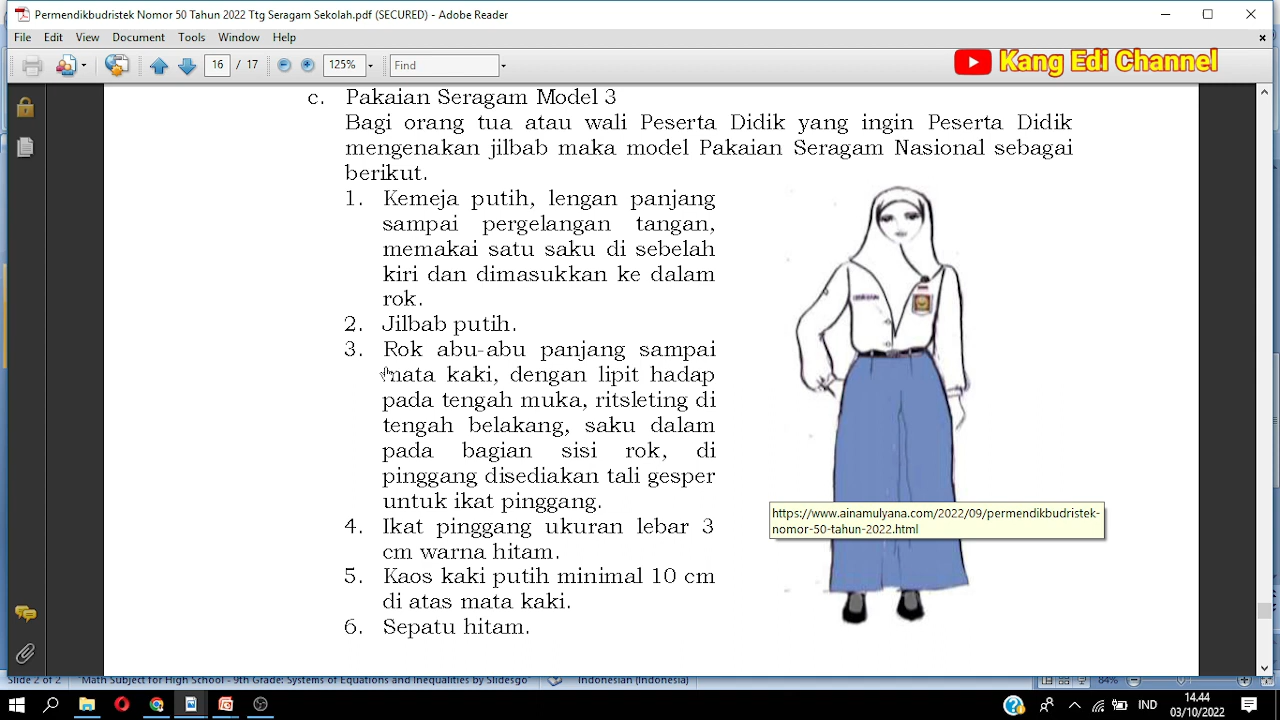 Permendikbudristek Nomor 50 Tahun 2022 Ttg Seragam Sekolah.pdf (SECURED) - Adobe Reader
File Edit View Document Tools Window Help
16 / 17 125% Find
Kang Edi Channel
c. Pakaian Seragam Model 3
Bagi orang tua atau wali Peserta Didik yang ingin Peserta Didik
mengenakan jilbab maka model Pakaian Seragam Nasional sebagai
berikut.
1. Kemeja putih, lengan panjang
sampai pergelangan tangan,
memakai satu saku di sebelah
kiri dan dimasukkan ke dalam
rok.
2. Jilbab putih.
3. Rok abu-abu panjang sampai
mata kaki, dengan lipit hadap
pada tengah muka, ritsleting di
tengah belakang, saku dalam
pada bagian sisi rok, di
pinggang disediakan tali gesper
untuk ikat pinggang.
4. Ikat pinggang ukuran lebar 3
cm warna hitam.
5. Kaos kaki putih minimal 10 cm
di atas mata kaki.
6. Sepatu hitam.
https://www.ainamulyana.com/2022/09/permendikbudristek-
nomor-50-tahun-2022.html
Slide 2 of 2 "Math Subject for High School - 9th Grade: Systems of Equations and Inequalities by Slidesgo Indonesian (Indonesia) 84%
IND
14.44
03/10/2022